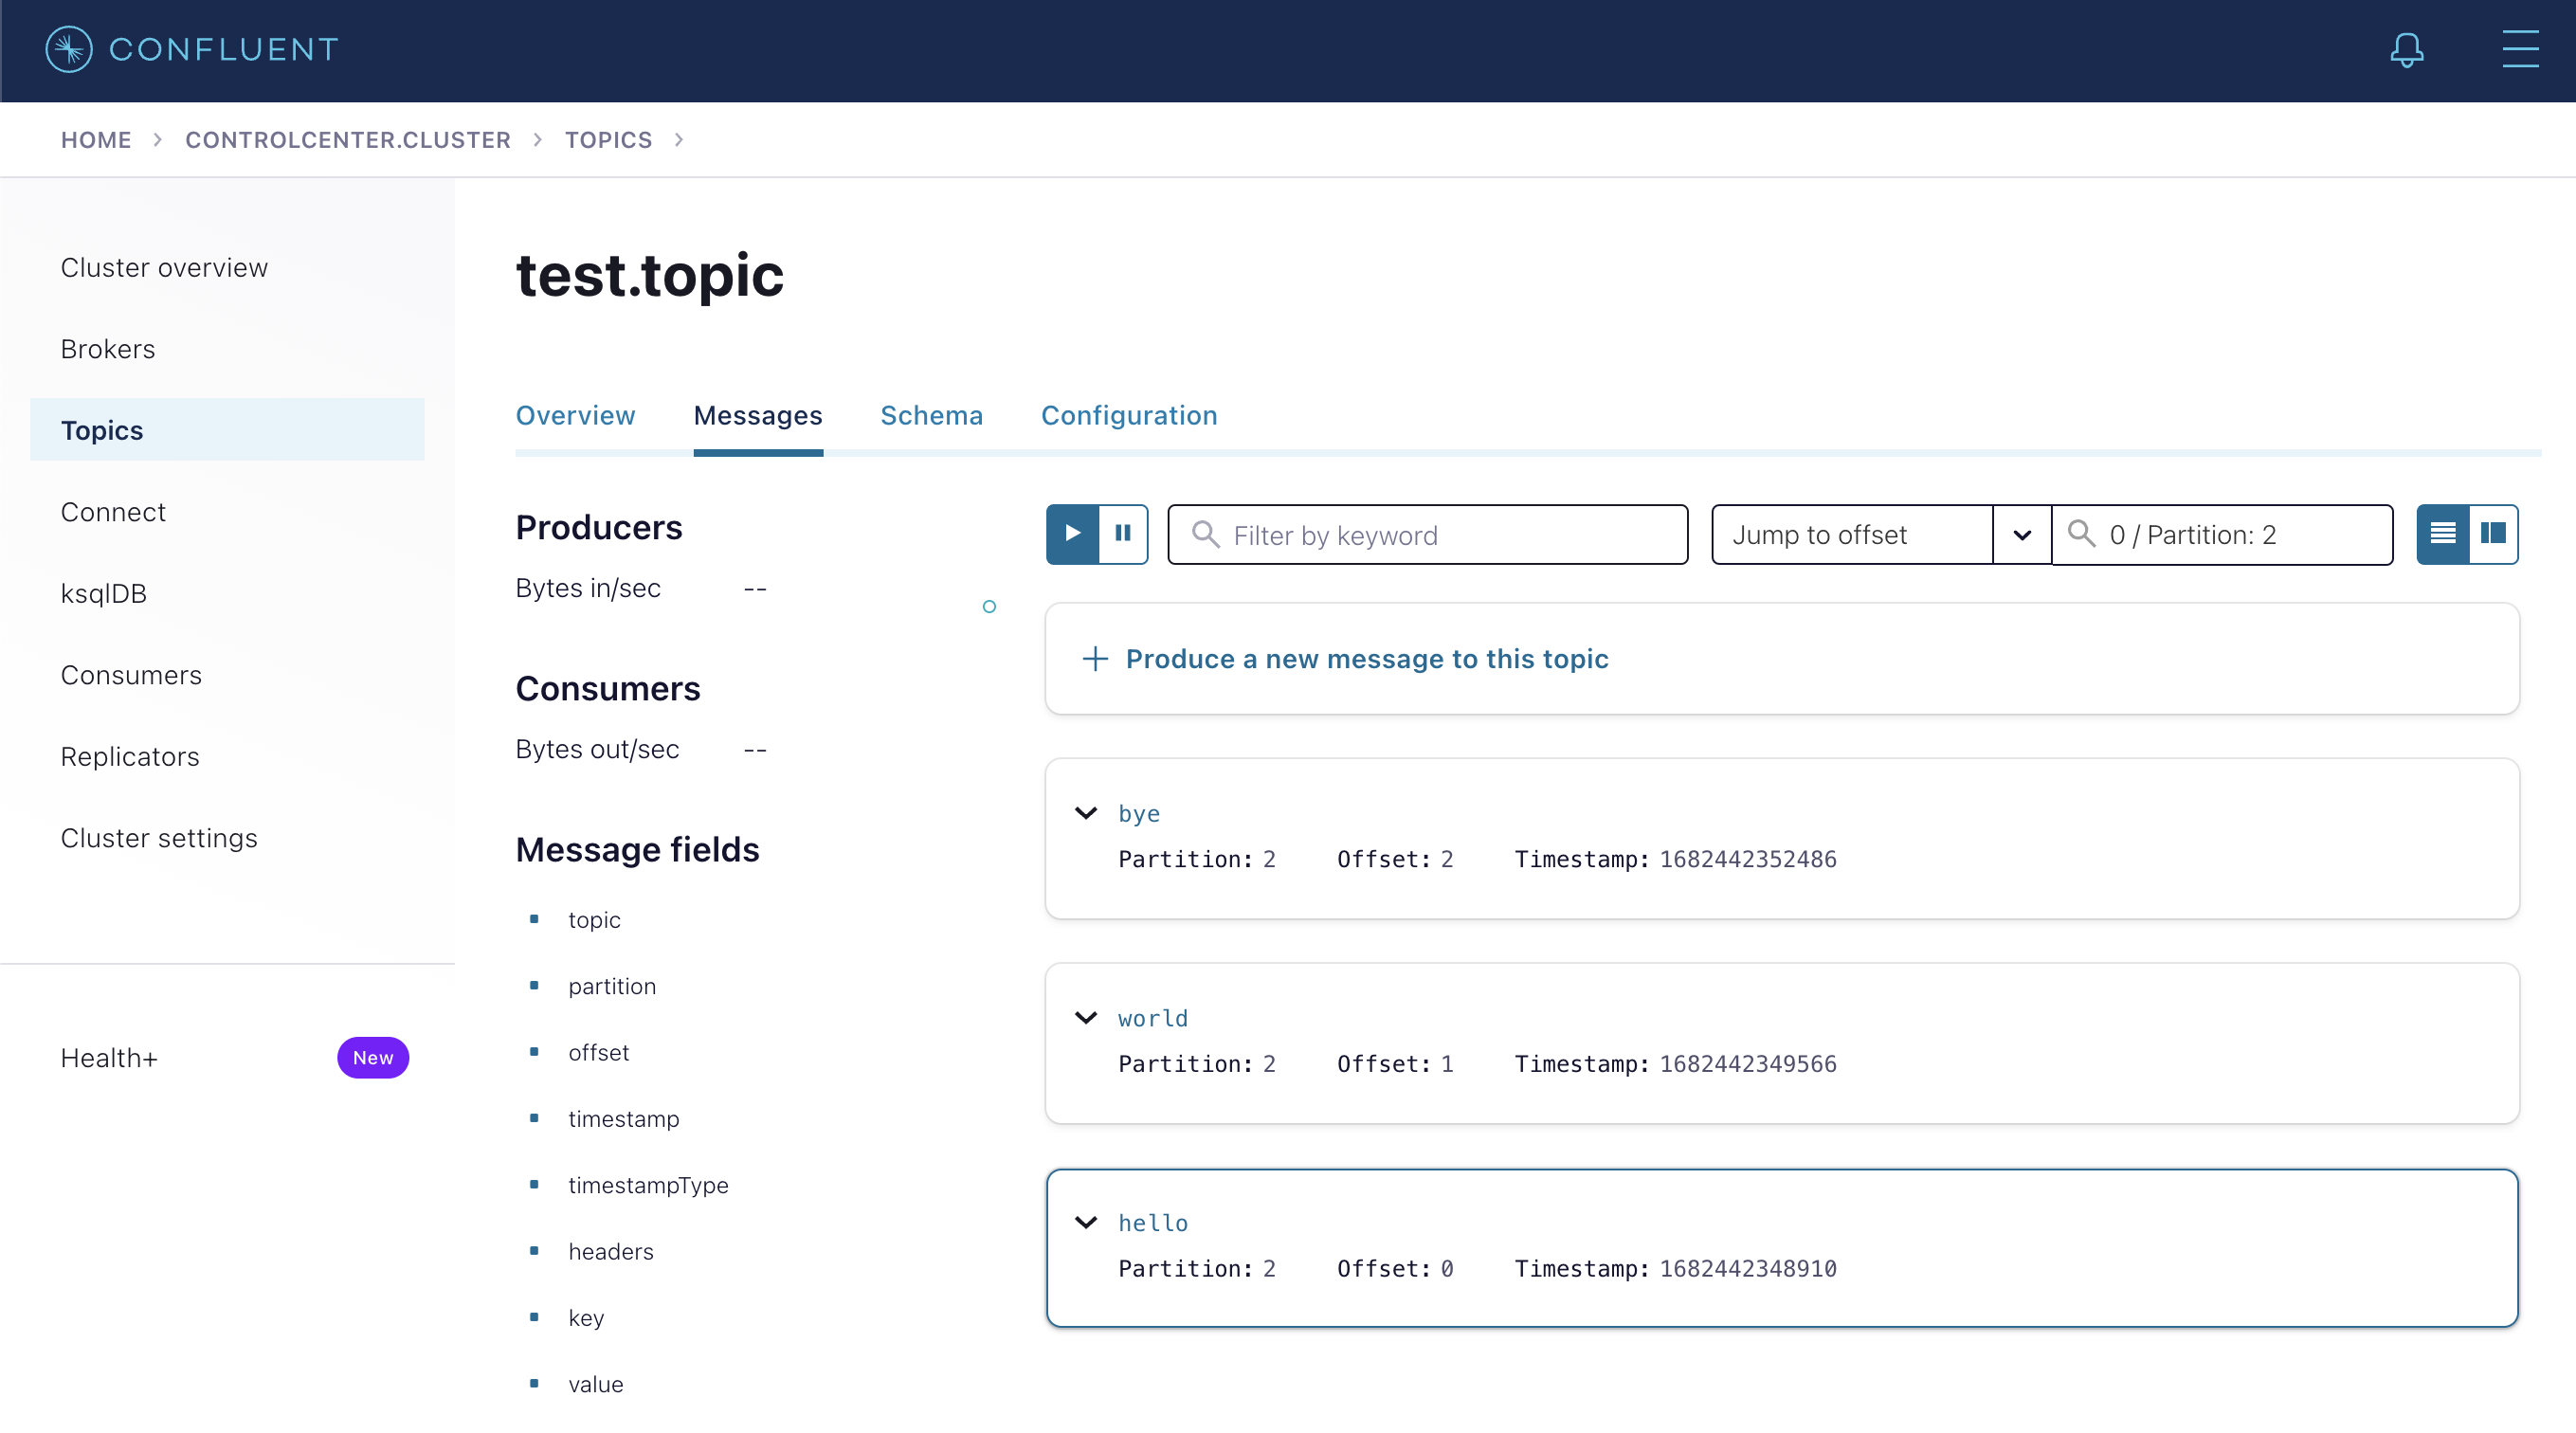 CONFLUENT
HOME > CONTROLCENTER.CLUSTER > TOPICS >
Cluster overview
Brokers
Topics
Connect
ksqlDB
Consumers
Replicators
Cluster settings
Health+ New
test.topic
Overview Messages Schema Configuration
Producers
Bytes in/sec --
Consumers
Bytes out/sec --
Message fields
topic
partition
offset
timestamp
timestampType
headers
key
value
Filter by keyword Jump to offset 0 / Partition: 2
+ Produce a new message to this topic
bye
Partition: 2 Offset: 2 Timestamp: 1682442352486
world
Partition: 2 Offset: 1 Timestamp: 1682442349566
hello
Partition: 2 Offset: 0 Timestamp: 1682442348910